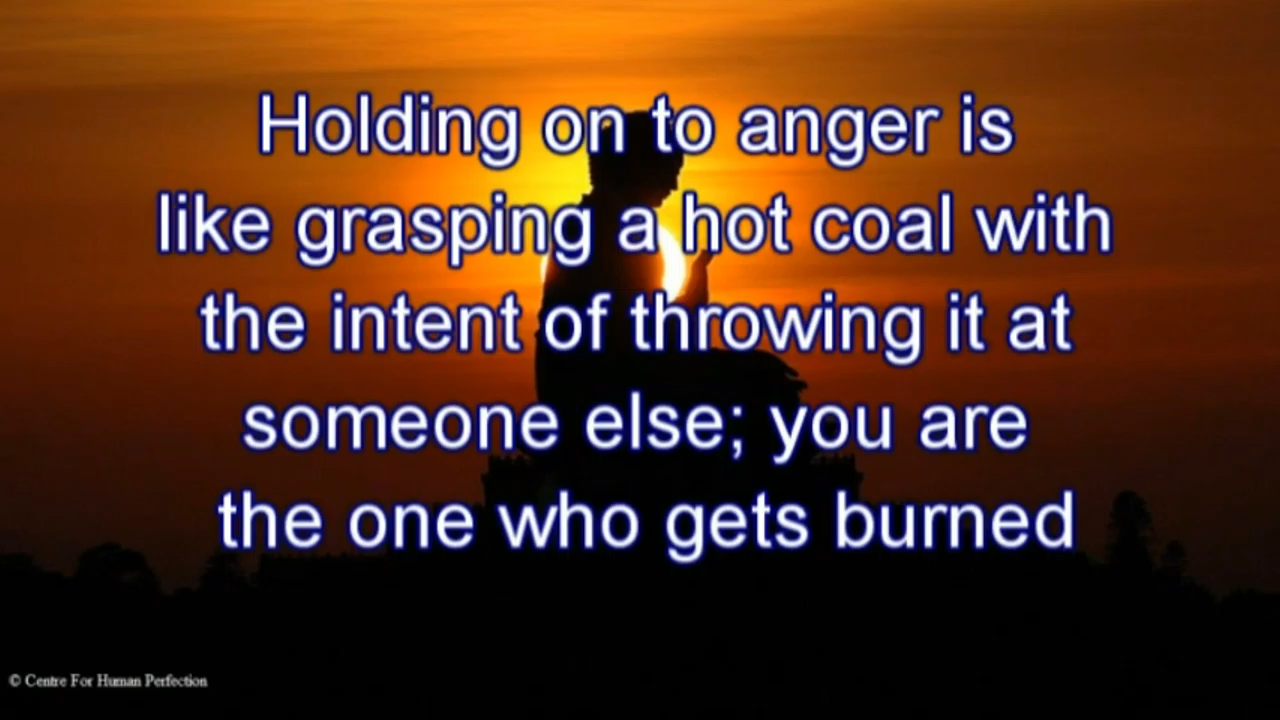 Holding on to anger is
like grasping a hot coal with
the intent of throwing it at
someone else; you are
the one who gets burned
© Centre For Human Perfection